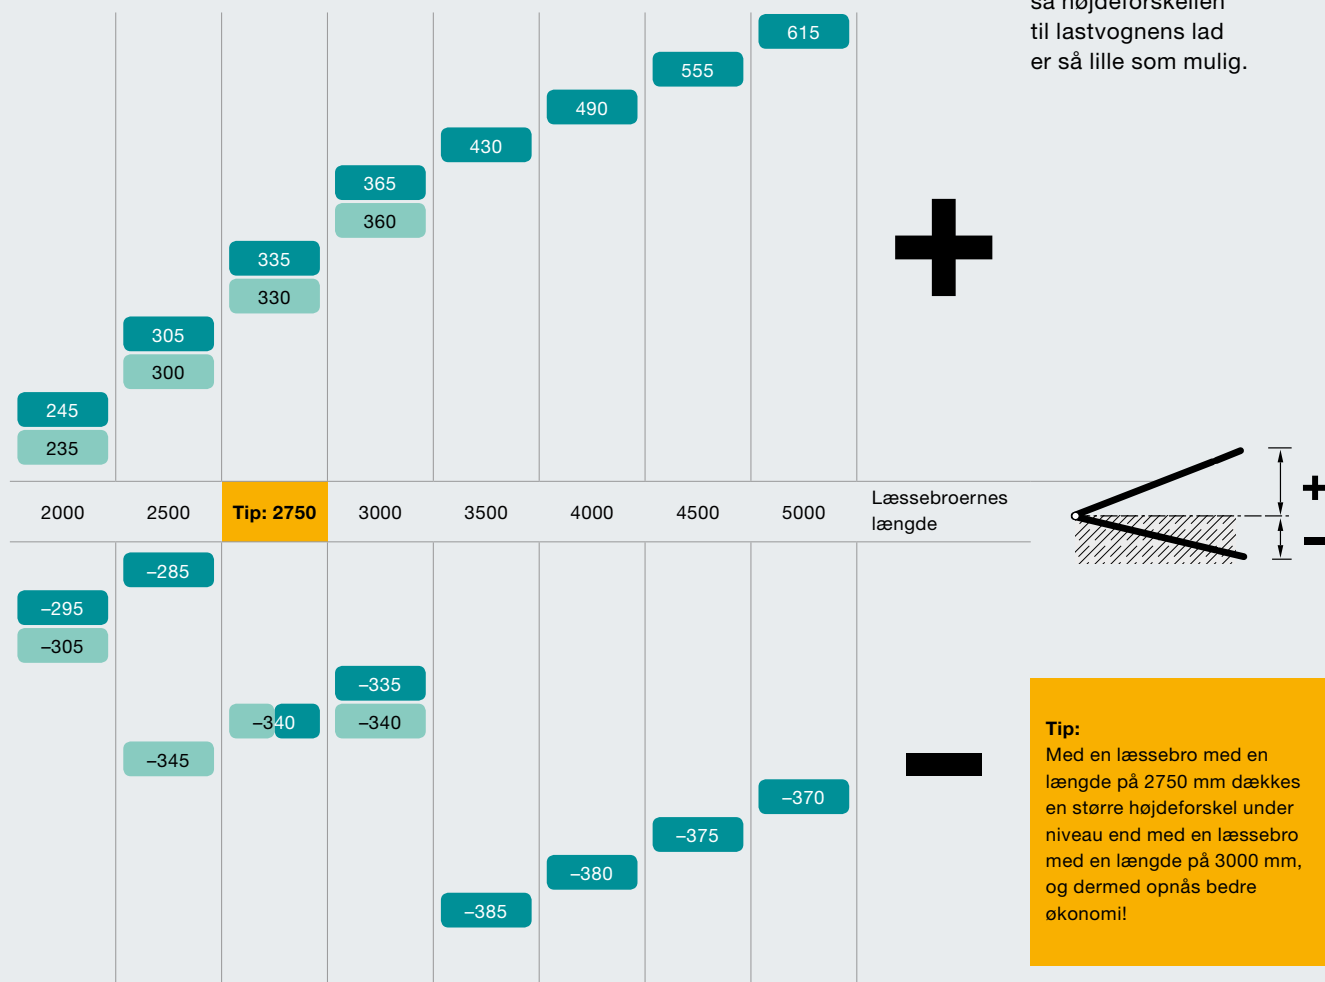 så højdeforskellen
til lastvognens lad
er så lille som mulig.
615
555
490
430
365
360
335
330
305
300
245
235
2000 2500 Tip: 2750 3000 3500 4000 4500 5000 Læssebroernes
længde
+
–
–285
–295
–305
–335
–340 –340
–345
–370
–375
–380
–385
Tip:
Med en læssebro med en
længde på 2750 mm dækkes
en større højdeforskel under
niveau end med en læssebro
med en længde på 3000 mm,
og dermed opnås bedre
økonomi!